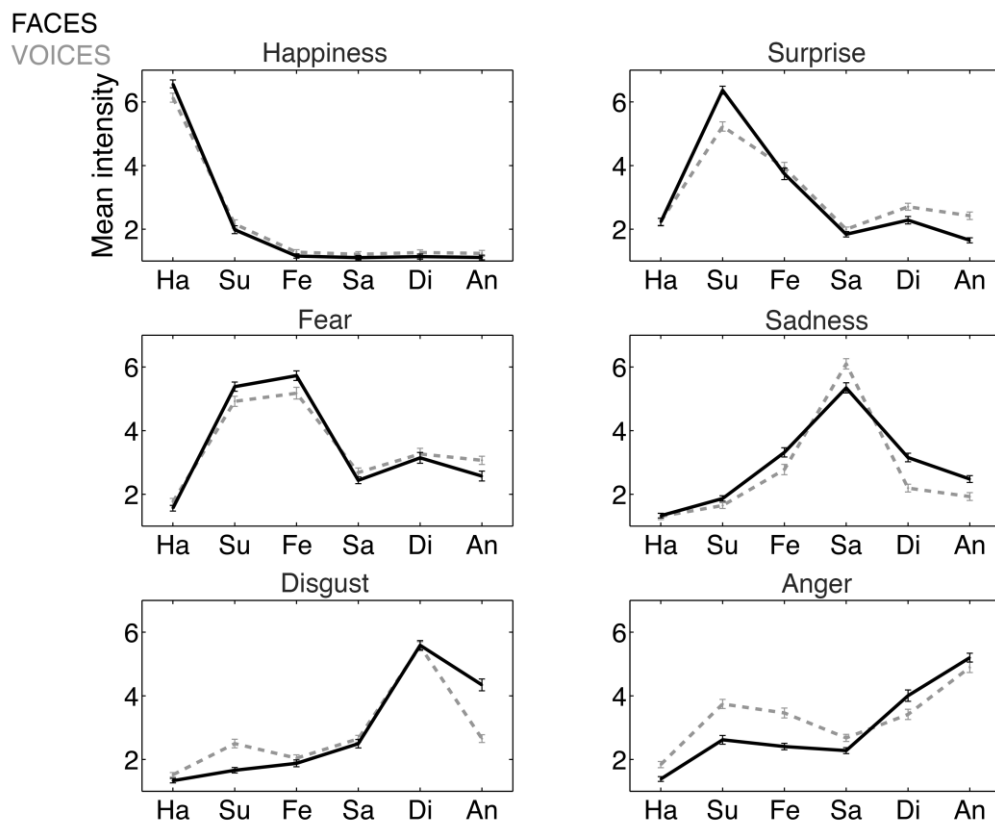 FACES
VOICES
Happiness
Surprise
Mean intensity
6
4
2
Ha Su Fe Sa Di An
6
4
2
Ha Su Fe Sa Di An
Fear
Sadness
6
4
2
Ha Su Fe Sa Di An
6
4
2
Ha Su Fe Sa Di An
Disgust
Anger
6
4
2
Ha Su Fe Sa Di An
6
4
2
Ha Su Fe Sa Di An